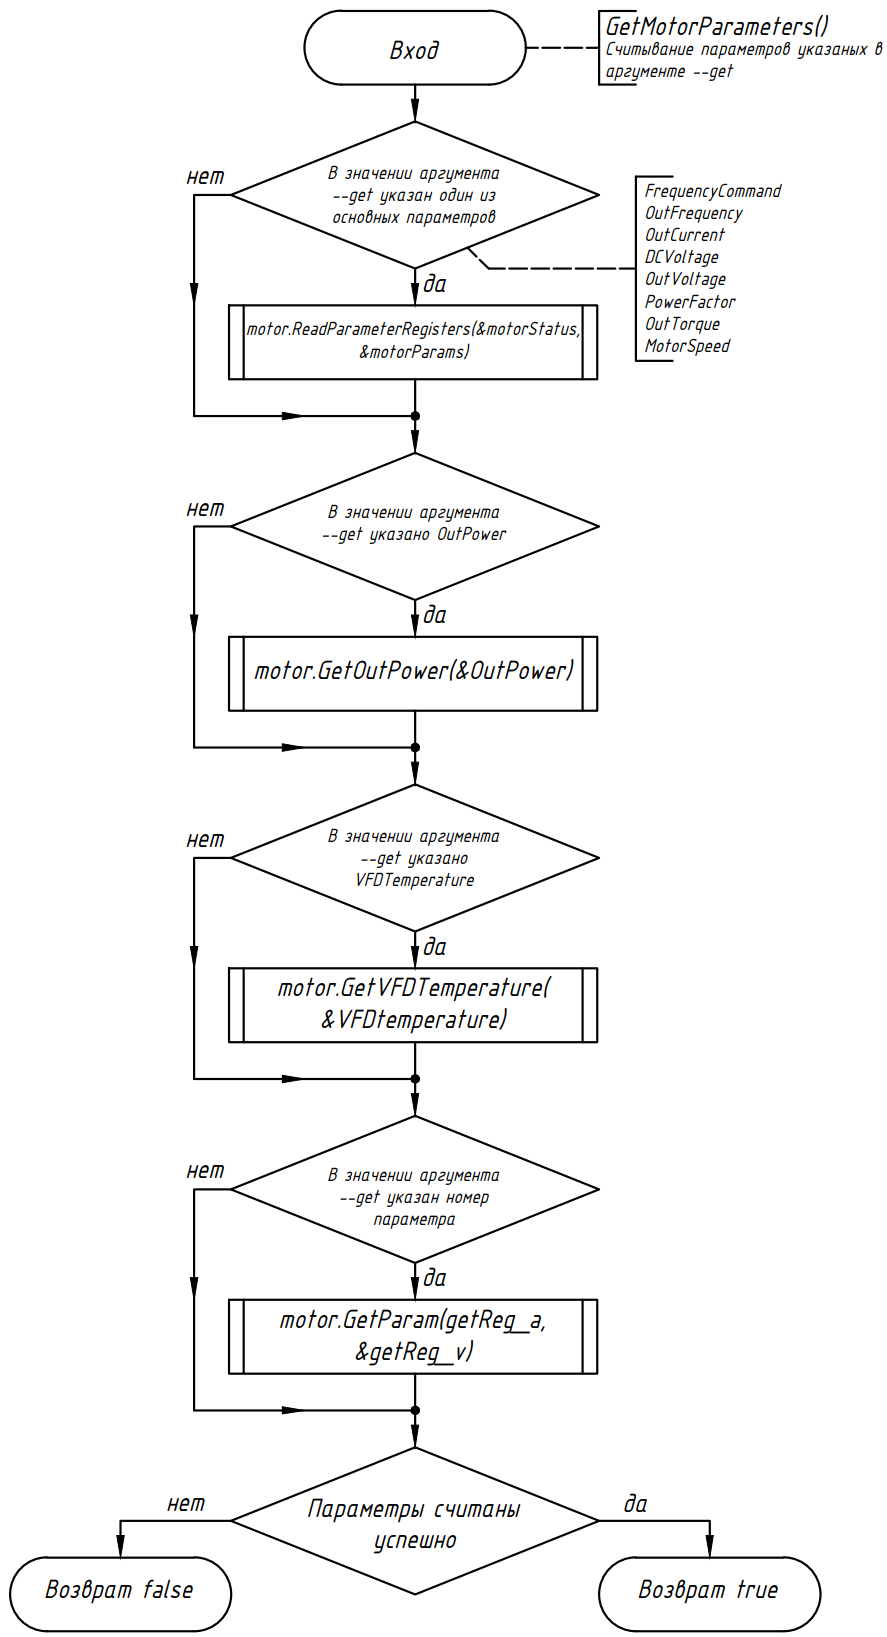 Вход
GetMotorParameters()
Считывание параметров указаных в
аргументе --get
нет
В значении аргумента
--get указан один из
основных параметров
FrequencyCommand
OutFrequency
OutCurrent
DCVoltage
OutVoltage
PowerFactor
OutTorque
MotorSpeed
да
motor.ReadParameterRegisters(&motorStatus,
&motorParams)
нет
В значении аргумента
--get указано OutPower
да
motor.GetOutPower(&OutPower)
нет
В значении аргумента
--get указано
VFDTemperature
да
motor.GetVFDTemperature(
&VFDtemperature)
нет
В значении аргумента
--get указан номер
параметра
да
motor.GetParam(getReg_a,
&getReg_v)
нет
Параметры считаны
успешно
да
Возврат false
Возврат true